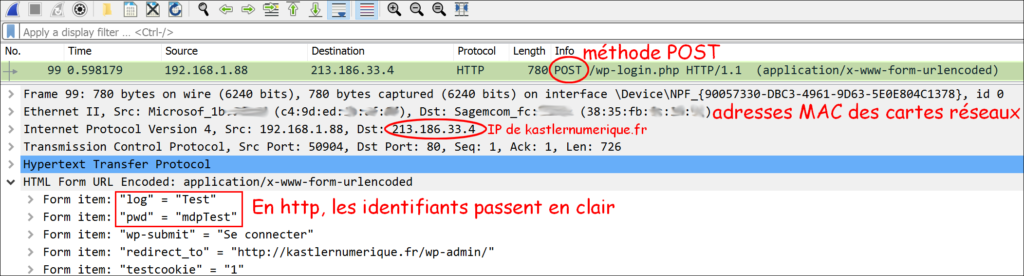 Apply a display filter ... <Ctrl-/>
No. Time Source Destination Protocol Length Info
méthode POST
99 0.598179 192.168.1.88 213.186.33.4 HTTP 780 POST /wp-login.php HTTP/1.1 (application/x-www-form-urlencoded)
Frame 99: 780 bytes on wire (6240 bits), 780 bytes captured (6240 bits) on interface \Device\NPF_{90057330-DBC3-4961-9D63-5E0E804C1378}, id 0
Ethernet II, Src: Microsof_1b: (c4:9d:ed: ), Dst: Sagemcom_fc: (38:35:fb: )
adresses MAC des cartes réseaux
Internet Protocol Version 4, Src: 192.168.1.88, Dst: 213.186.33.4
IP de kastlernumerique.fr
Transmission Control Protocol, Src Port: 50904, Dst Port: 80, Seq: 1, Ack: 1, Len: 726
Hypertext Transfer Protocol
HTML Form URL Encoded: application/x-www-form-urlencoded
Form item: "log" = "Test"
Form item: "pwd" = "mdpTest"
En http, les identifiants passent en clair
Form item: "wp-submit" = "Se connecter"
Form item: "redirect_to" = "http://kastlernumerique.fr/wp-admin/"
Form item: "testcookie" = "1"